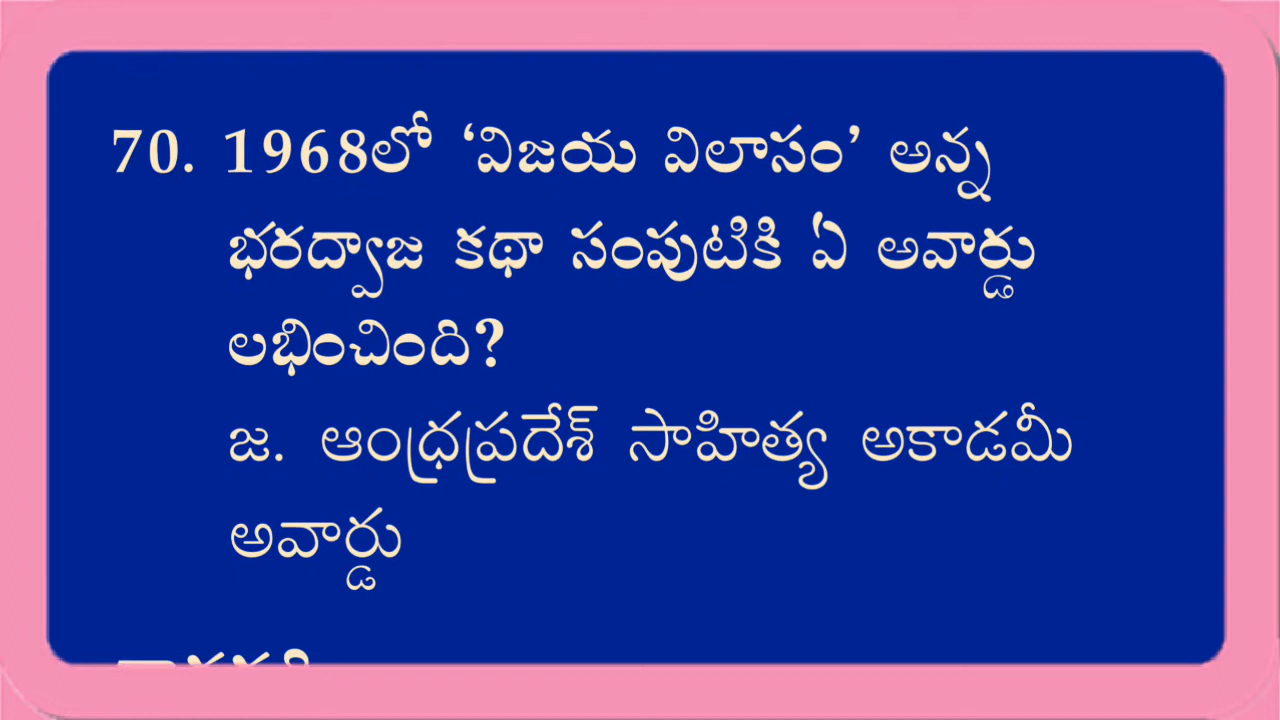 70. 1968లో ‘విజయ విలాసం’ అన్న
భరద్వాజ కథా సంపుటికి ఏ అవార్డు
లభించింది?
జ. ఆంధ్రప్రదేశ్ సాహిత్య అకాడమీ
అవార్డు